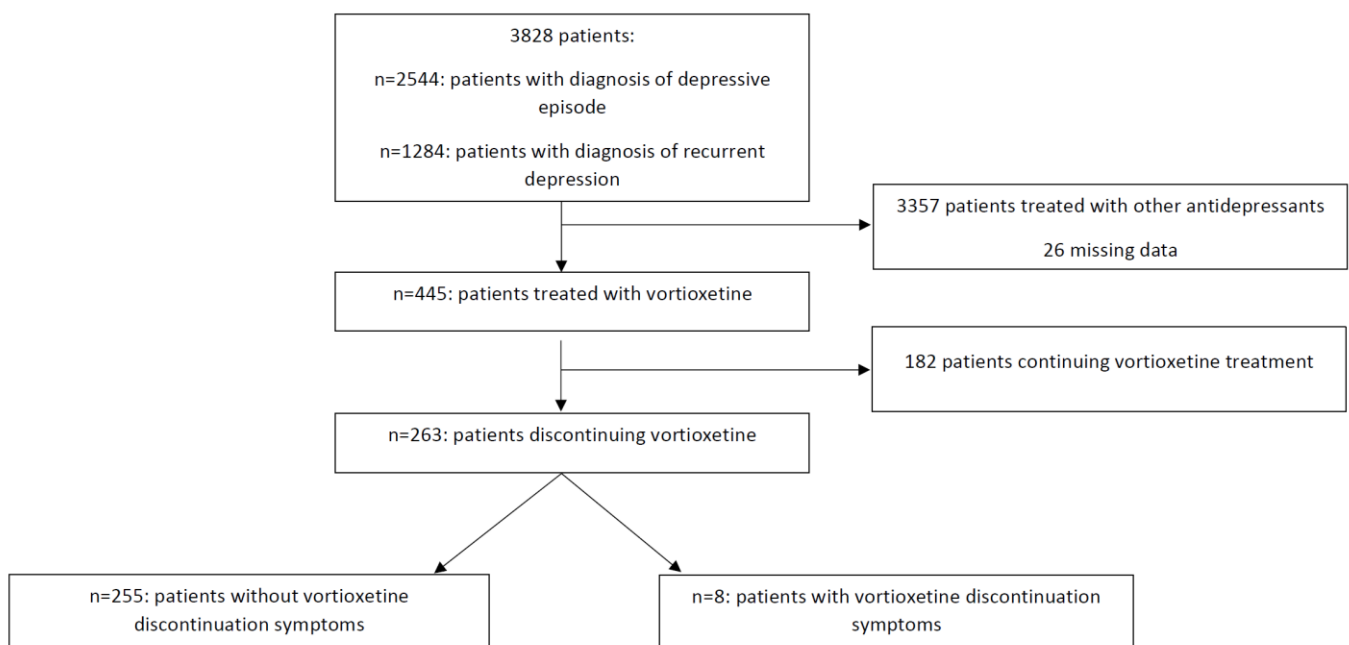 3828 patients:
n=2544: patients with diagnosis of depressive
episode
n=1284: patients with diagnosis of recurrent
depression
3357 patients treated with other antidepressants
26 missing data
n=445: patients treated with vortioxetine
182 patients continuing vortioxetine treatment
n=263: patients discontinuing vortioxetine
n=255: patients without vortioxetine
discontinuation symptoms
n=8: patients with vortioxetine discontinuation
symptoms